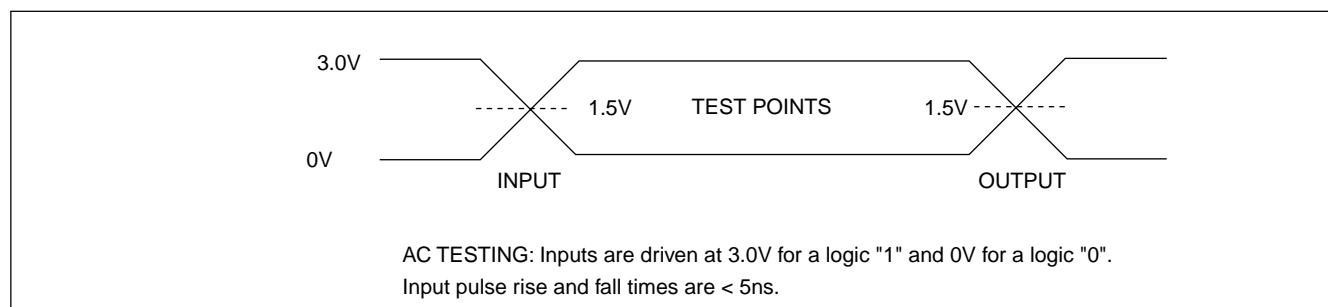 3.0V
1.5V TEST POINTS 1.5V
0V
INPUT OUTPUT
AC TESTING: Inputs are driven at 3.0V for a logic "1" and 0V for a logic "0".
Input pulse rise and fall times are < 5ns.